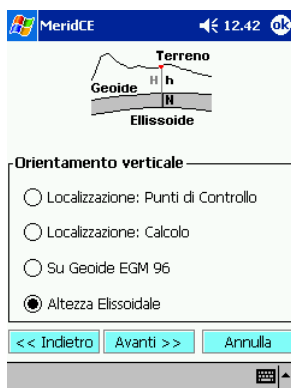 MeridCE 12.42 ok
Terreno
H h
Geoide
N
Ellissoide
Orientamento verticale
Localizzazione: Punti di Controllo
Localizzazione: Calcolo
Su Geoide EGM 96
Altezza Elissoidale
<< Indietro Avanti >> Annulla